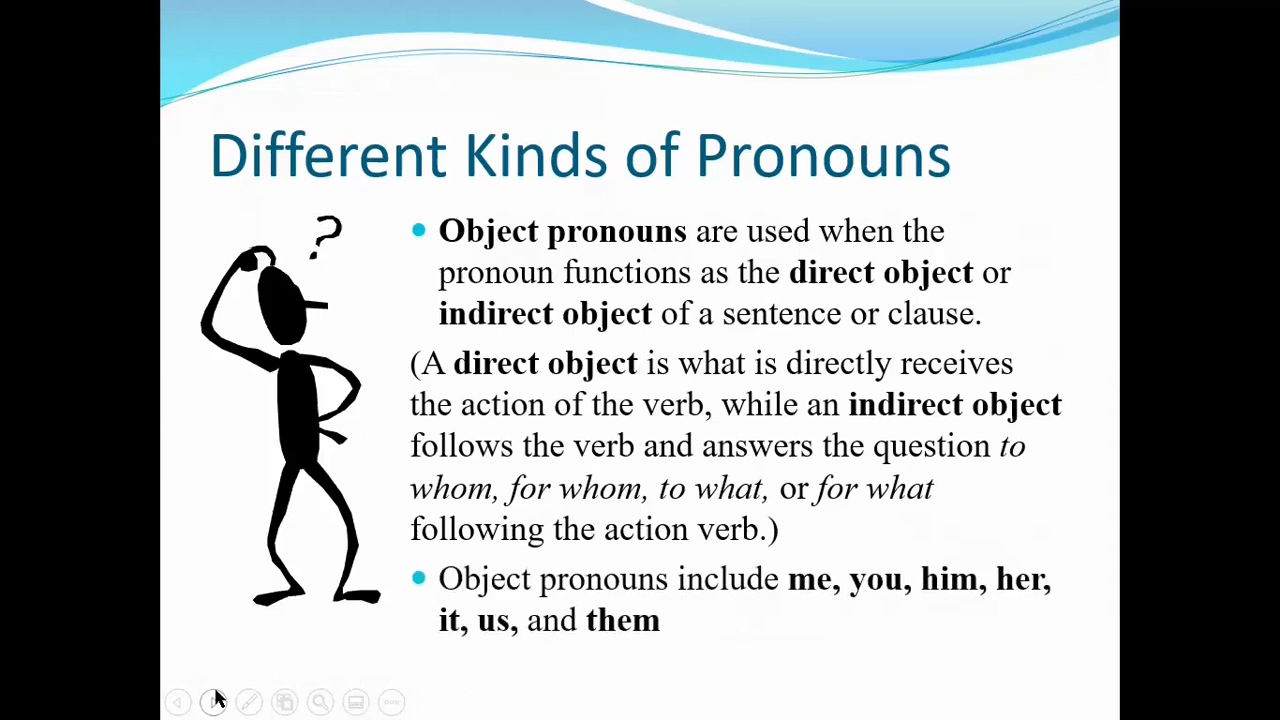 Different Kinds of Pronouns
?
• Object pronouns are used when the
pronoun functions as the direct object or
indirect object of a sentence or clause.
(A direct object is what is directly receives
the action of the verb, while an indirect object
follows the verb and answers the question to
whom, for whom, to what, or for what
following the action verb.)
• Object pronouns include me, you, him, her,
it, us, and them